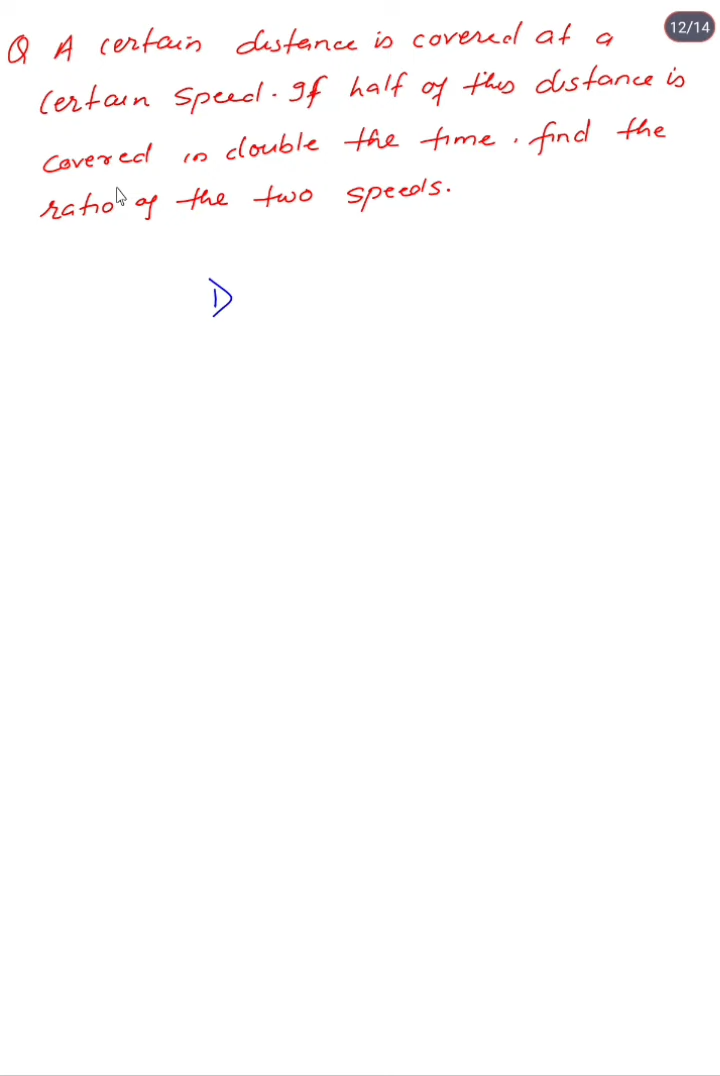 12/14
Q A certain distance is covered at a
certain speed. If half of this distance is
covered in double the time. find the
ratio of the two speeds.
D